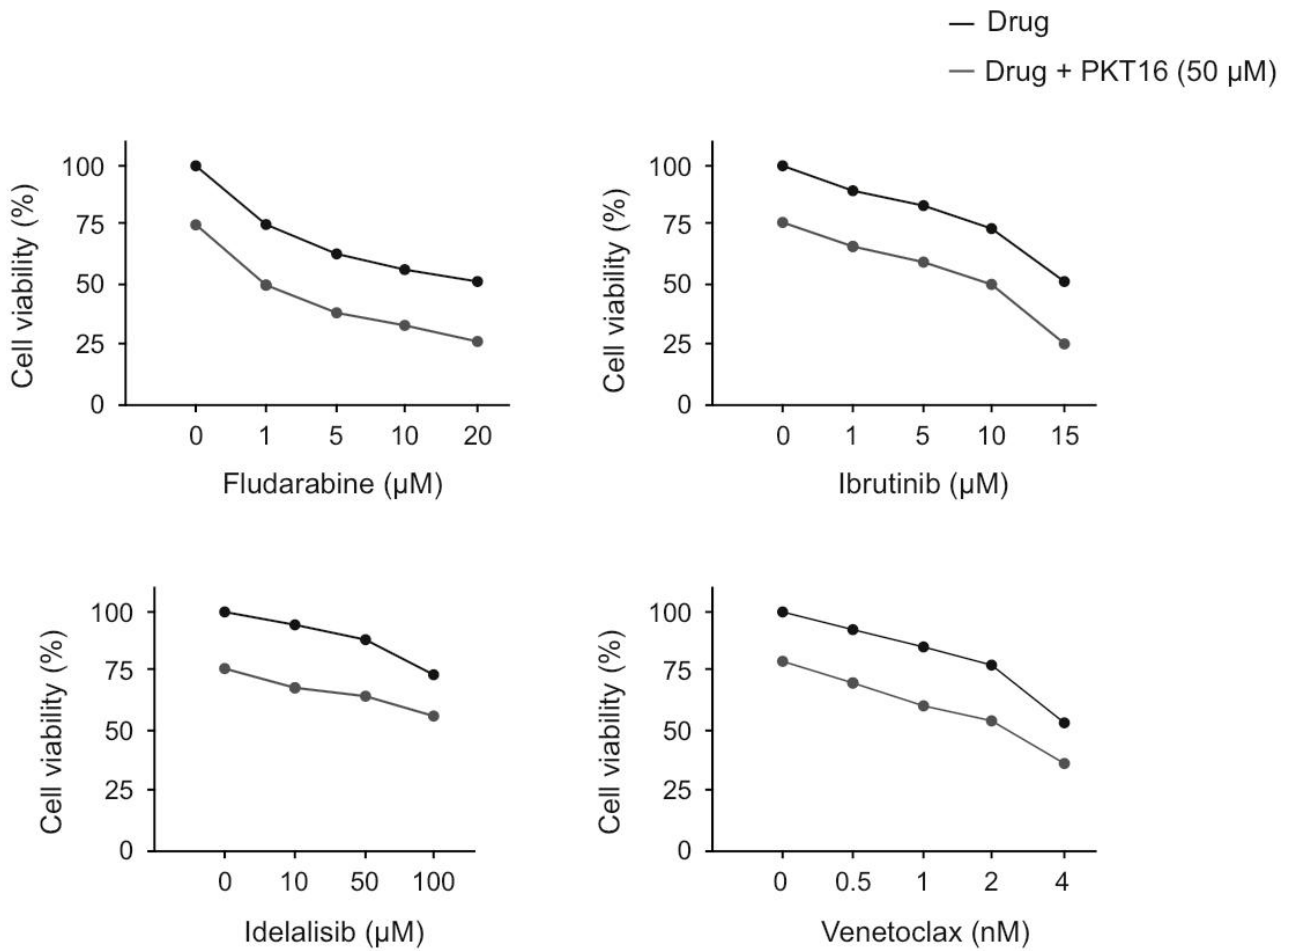 Drug
Drug + PKT16 (50 μM)
Cell viability (%)
100
75
50
25
0
0 1 5 10 20
Fludarabine (μM)
Cell viability (%)
100
75
50
25
0
0 1 5 10 15
Ibrutinib (μM)
Cell viability (%)
100
75
50
25
0
0 10 50 100
Idelalisib (μM)
Cell viability (%)
100
75
50
25
0
0 0.5 1 2 4
Venetoclax (nM)